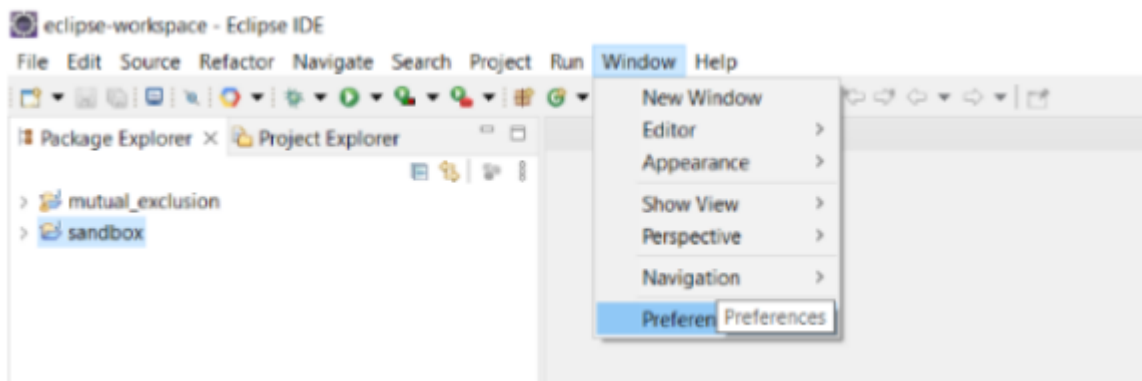 eclipse-workspace - Eclipse IDE
File Edit Source Refactor Navigate Search Project Run Window Help
New Window
Package Explorer Project Explorer
Editor
Appearance
mutual_exclusion
Show View
sandbox
Perspective
Navigation
Preferen Preferences